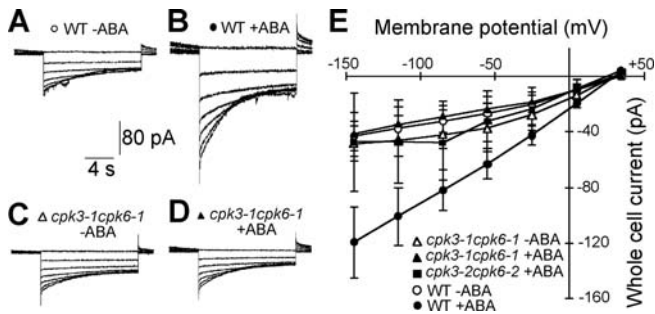 A
○ WT -ABA
B
● WT +ABA
80 pA
4 s
C
△ cpk3-1cpk6-1
-ABA
D
▲ cpk3-1cpk6-1
+ABA
E
Membrane potential (mV)
-150 -100 -50 +50
-40
-80
-120
-160
Whole cell current (pA)
△ cpk3-1cpk6-1 -ABA
▲ cpk3-1cpk6-1 +ABA
■ cpk3-2cpk6-2 +ABA
○ WT -ABA
● WT +ABA